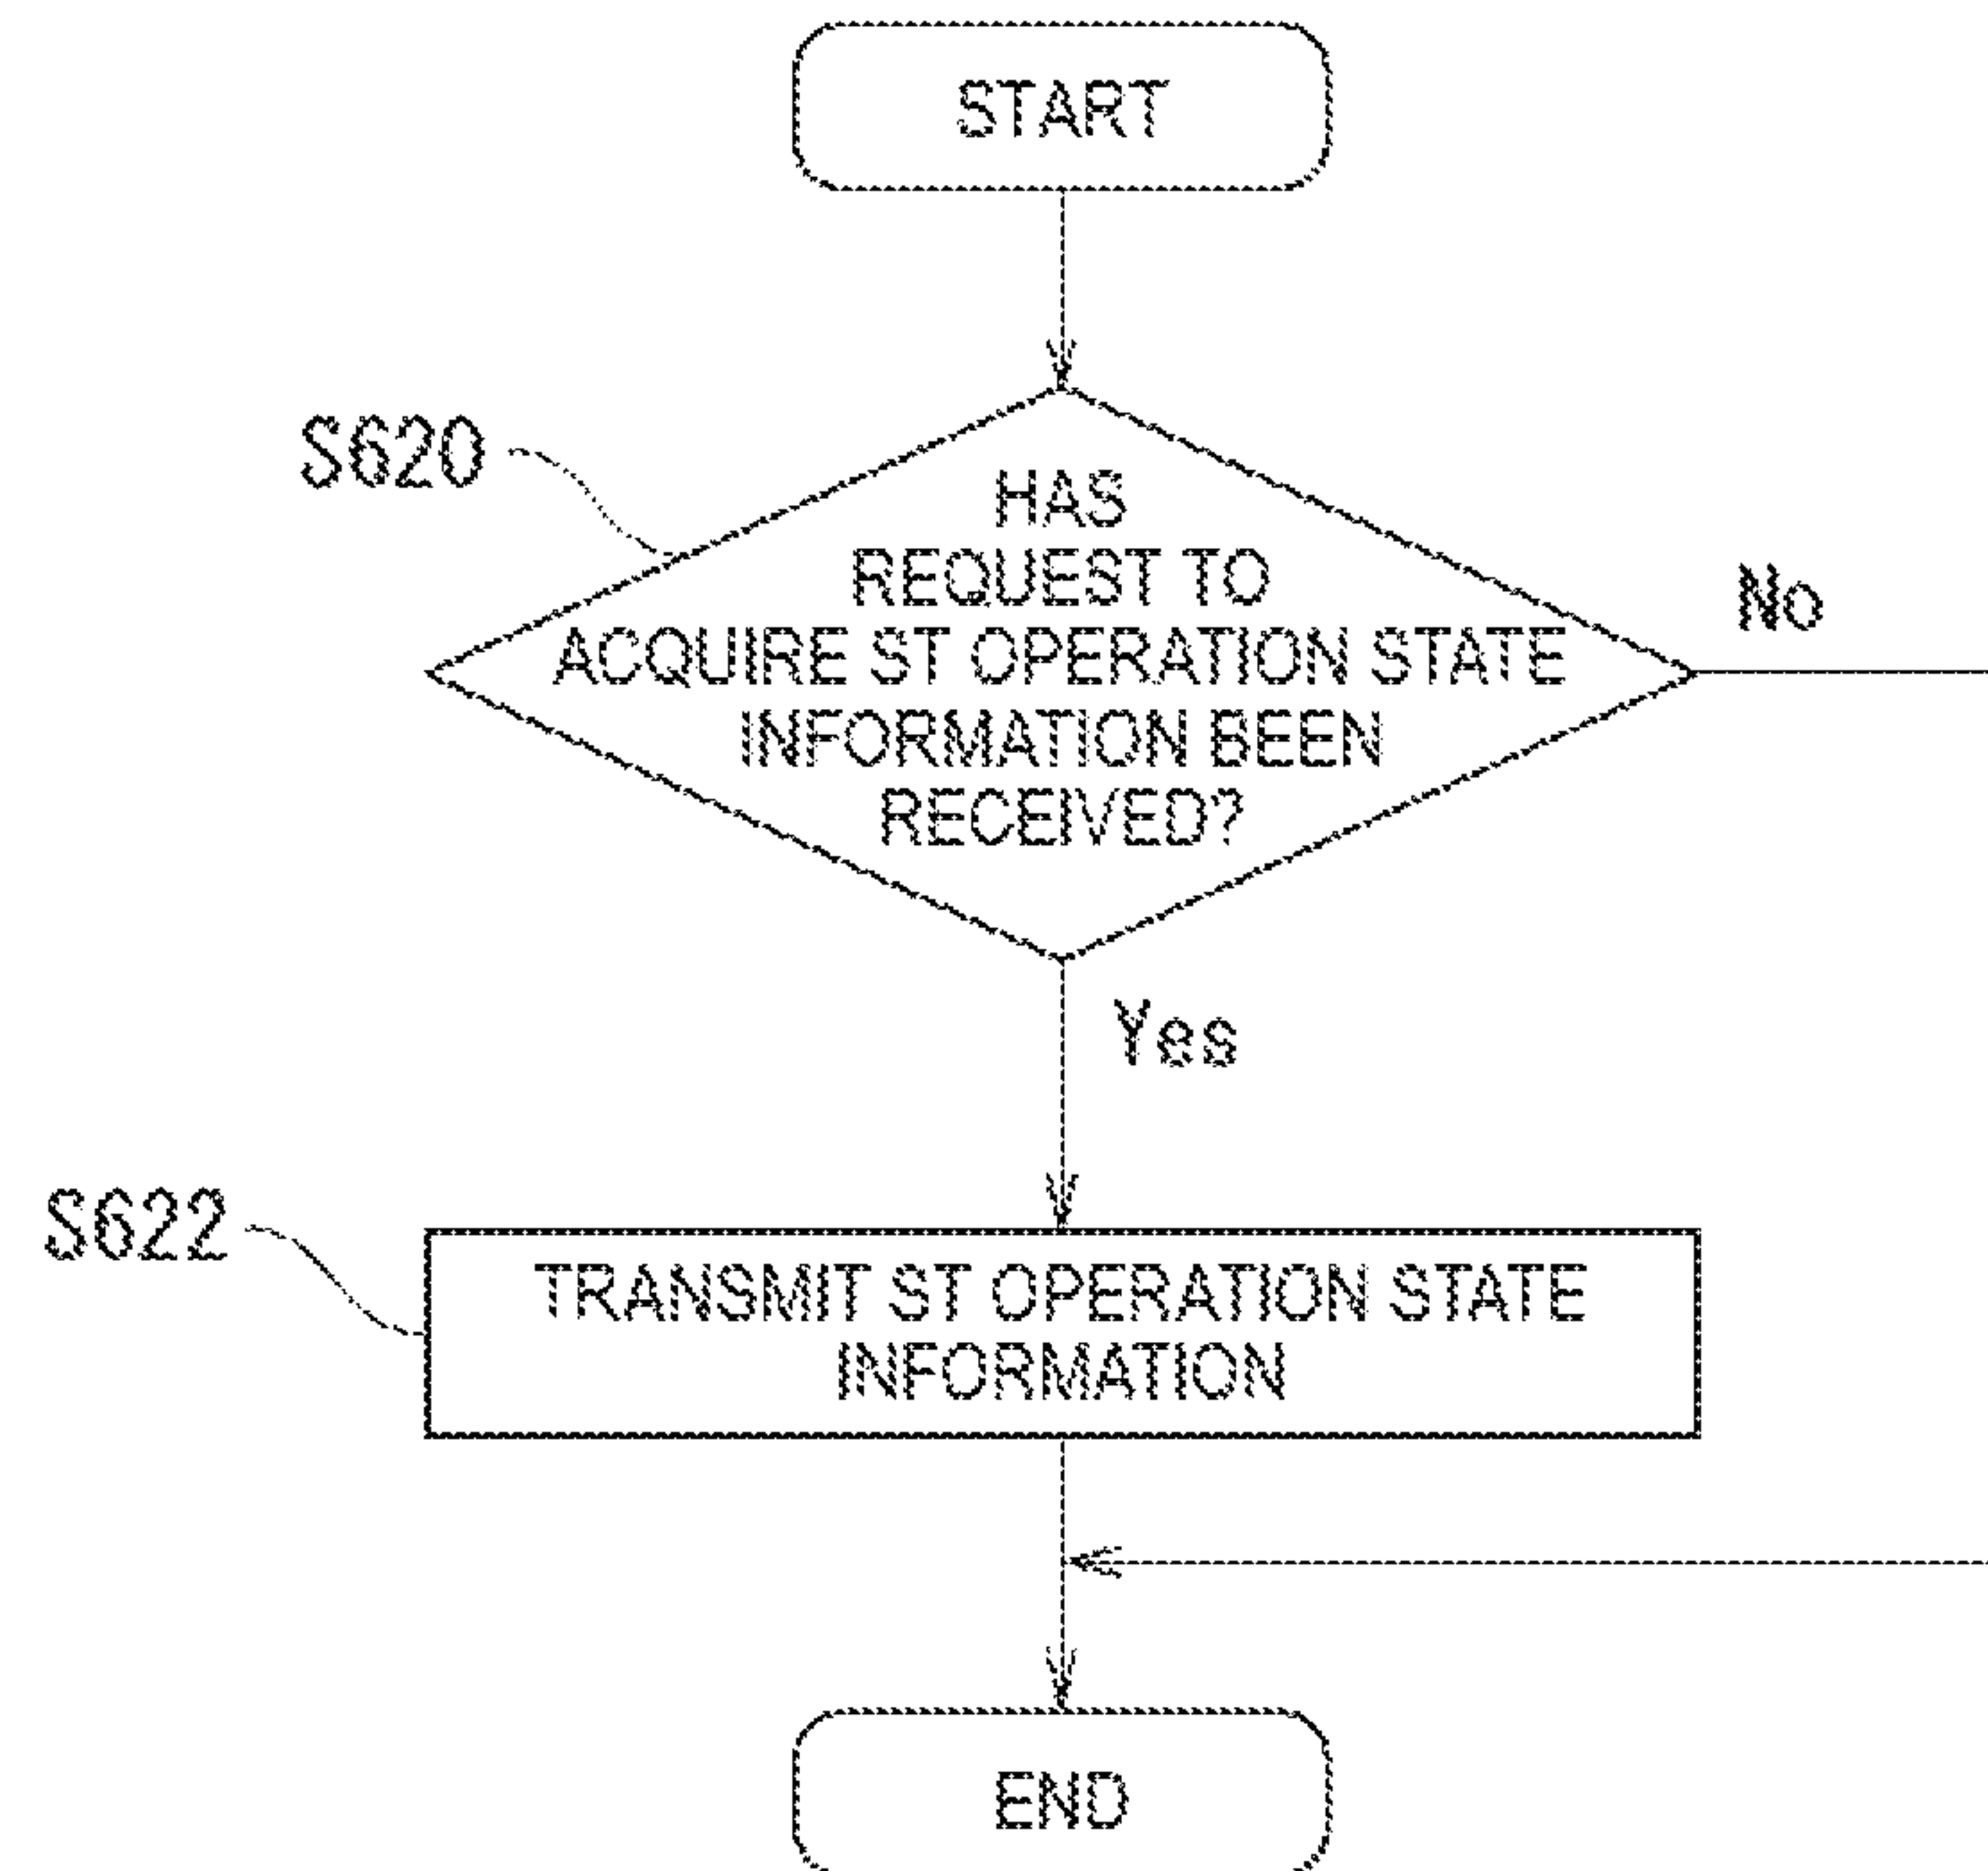 START
S620
HAS
REQUEST TO
ACQUIRE ST OPERATION STATE
INFORMATION BEEN
RECEIVED?
No
Yes
S622
TRANSMIT ST OPERATION STATE
INFORMATION
END